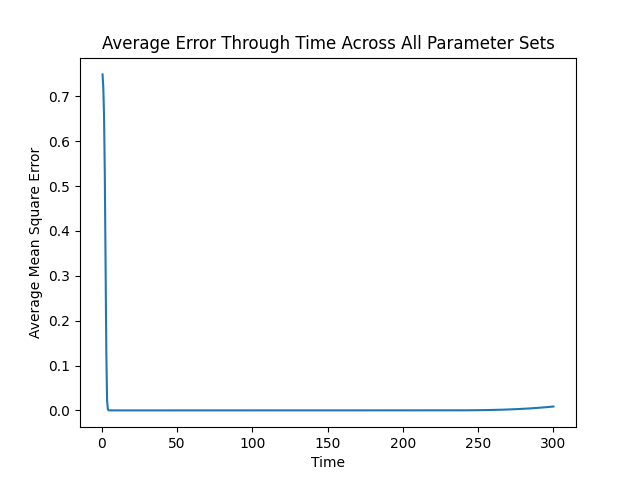 Average Error Through Time Across All Parameter Sets
Average Mean Square Error
0.7
0.6
0.5
0.4
0.3
0.2
0.1
0.0
0 50 100 150 200 250 300
Time